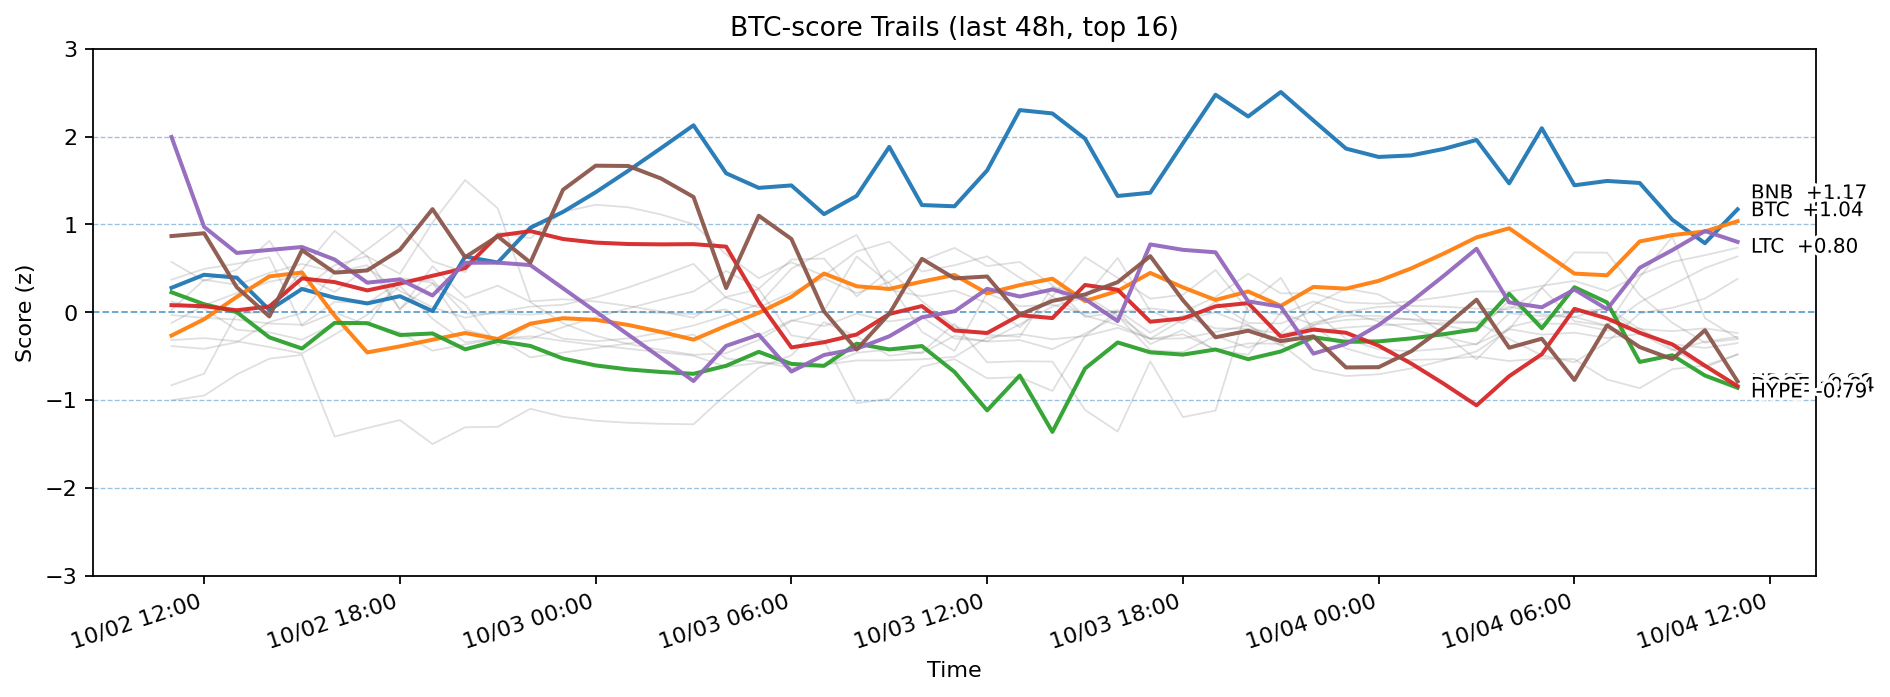 BTC-score Trails (last 48h, top 16)
Score (z)
3
2
1
0
−1
−2
−3
BNB +1.17
BTC +1.04
LTC +0.80
HYPE -0.79
10/02 12:00
10/02 18:00
10/03 00:00
10/03 06:00
10/03 12:00
10/03 18:00
10/04 00:00
10/04 06:00
10/04 12:00
Time